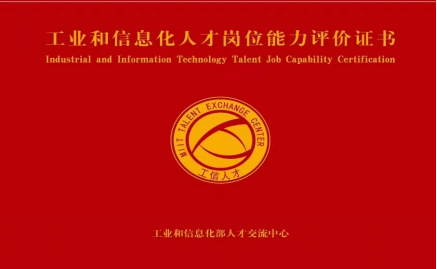 工业和信息化人才岗位能力评价证书
Industrial and Information Technology Talent Job Capability Certification
MIIT TALENT EXCHANGE CENTER
工信人才
工业和信息化部人才交流中心